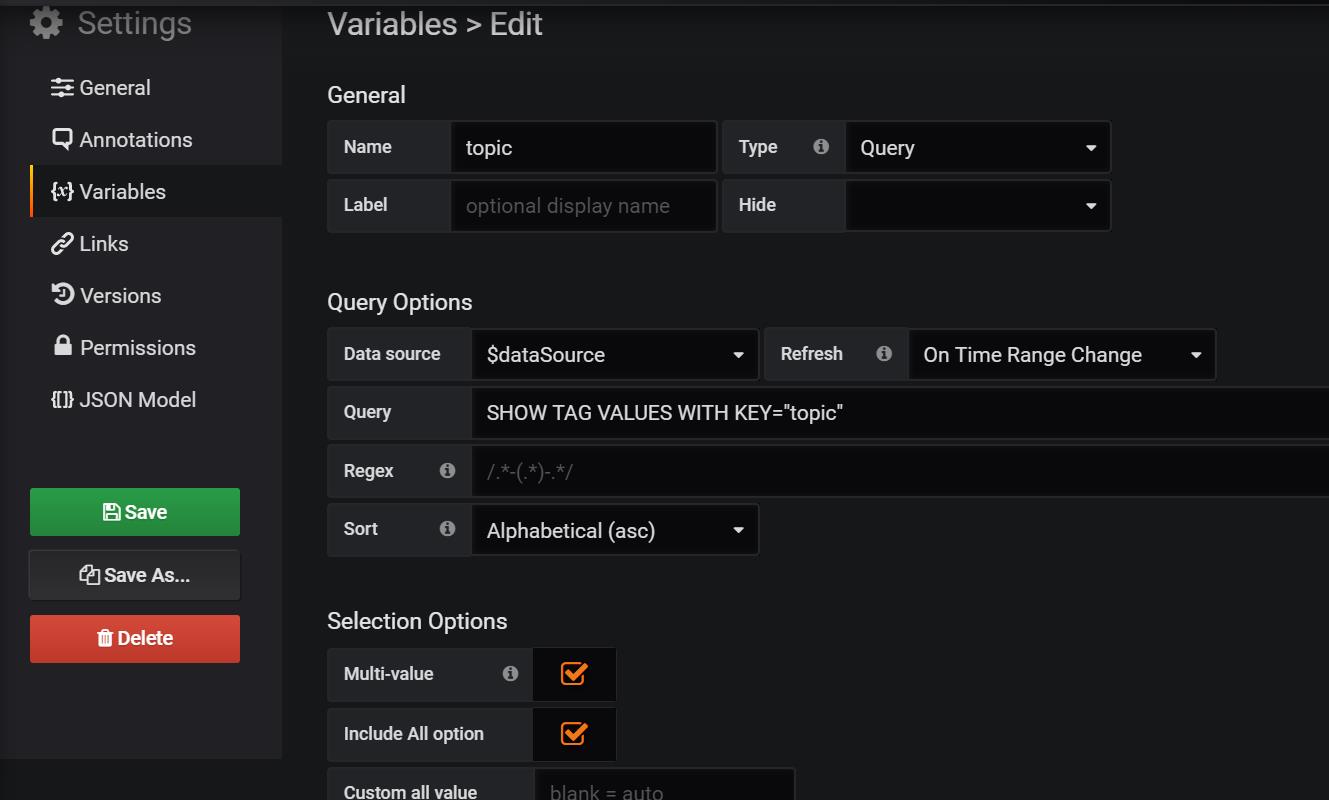 Settings
General
Annotations
{x} Variables
Links
Versions
Permissions
{[]} JSON Model
Save
Save As...
Delete
Variables > Edit
General
Name topic Type Query
Label optional display name Hide
Query Options
Data source $dataSource Refresh On Time Range Change
Query SHOW TAG VALUES WITH KEY="topic"
Regex /.*-(.*)-.*/
Sort Alphabetical (asc)
Selection Options
Multi-value
Include All option
Custom all value blank = auto